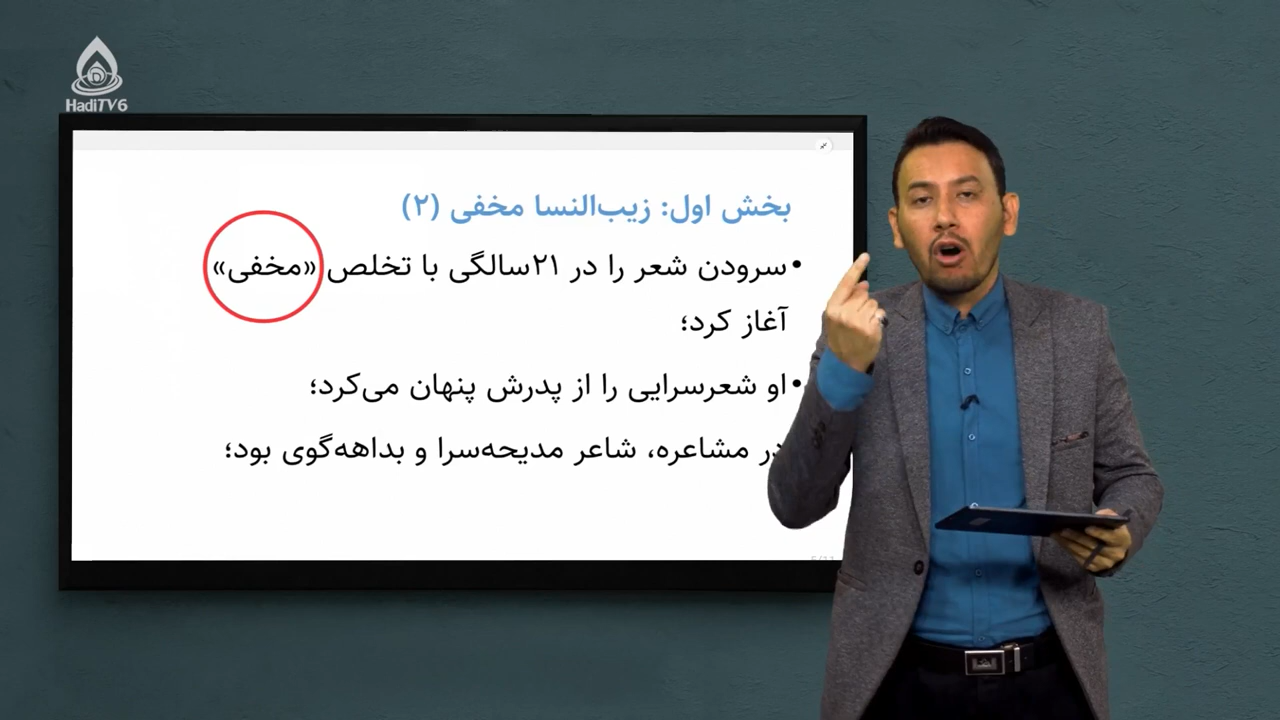 HadiTV6
بخش اول: زیب‌النسا مخفی (۲)
•سرودن شعر را در ۲۱سالگی با تخلص «مخفی»
آغاز کرد؛
•او شعرسرایی را از پدرش پنهان می‌کرد؛
در مشاعره، شاعر مدیحه‌سرا و بداهه‌گوی بود؛